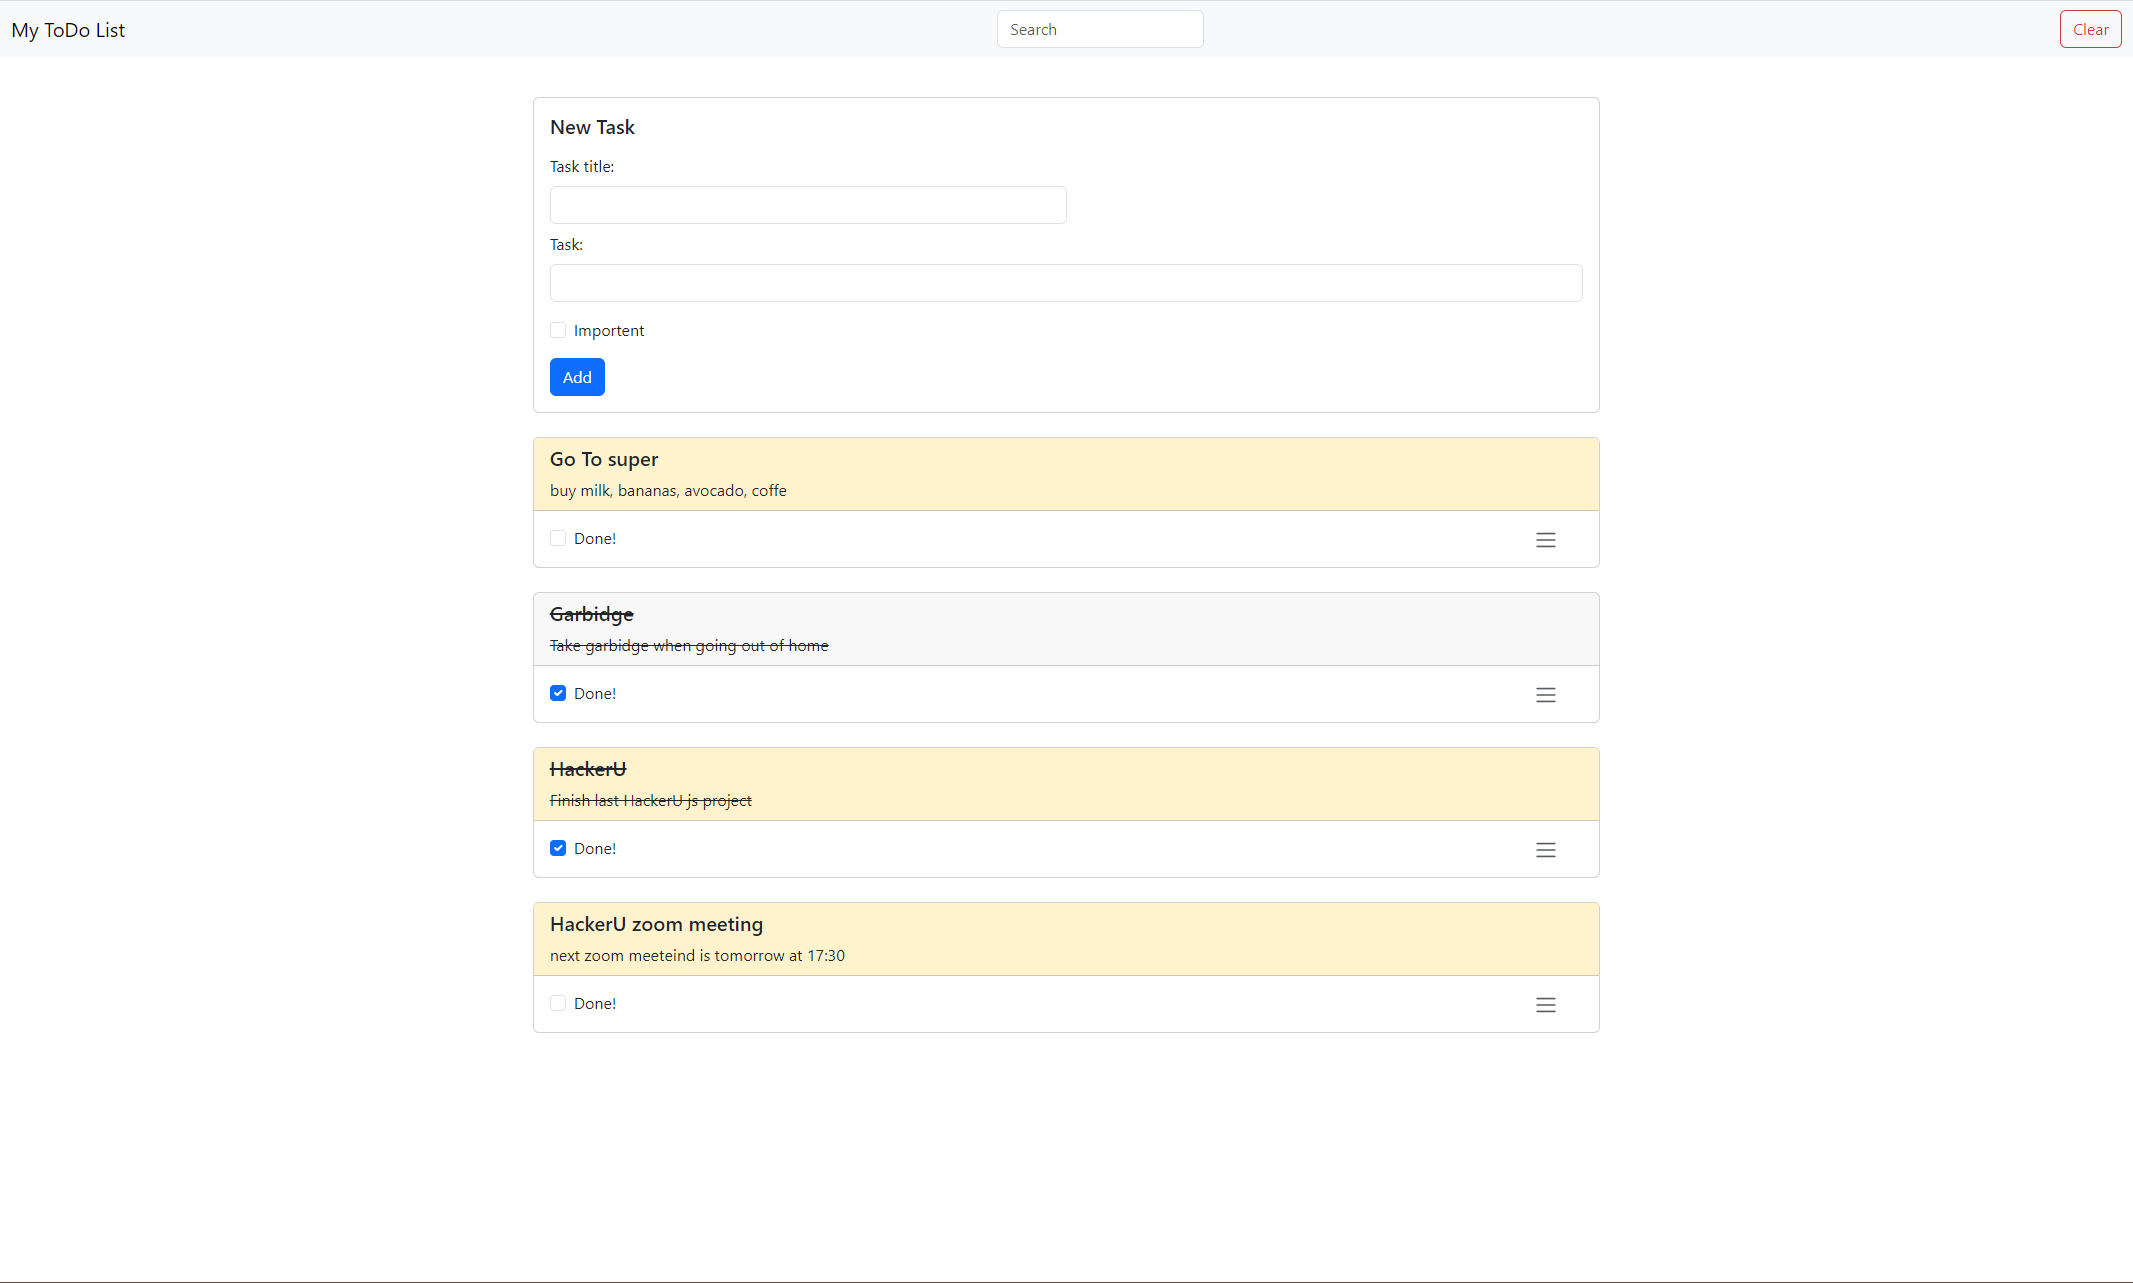 My ToDo List
Search
Clear
New Task
Task title:
Task:
Importent
Add
Go To super
buy milk, bananas, avocado, coffe
Done!
Garbidge
Take garbidge when going out of home
Done!
HackerU
Finish last HackerU js project
Done!
HackerU zoom meeting
next zoom meeteind is tomorrow at 17:30
Done!